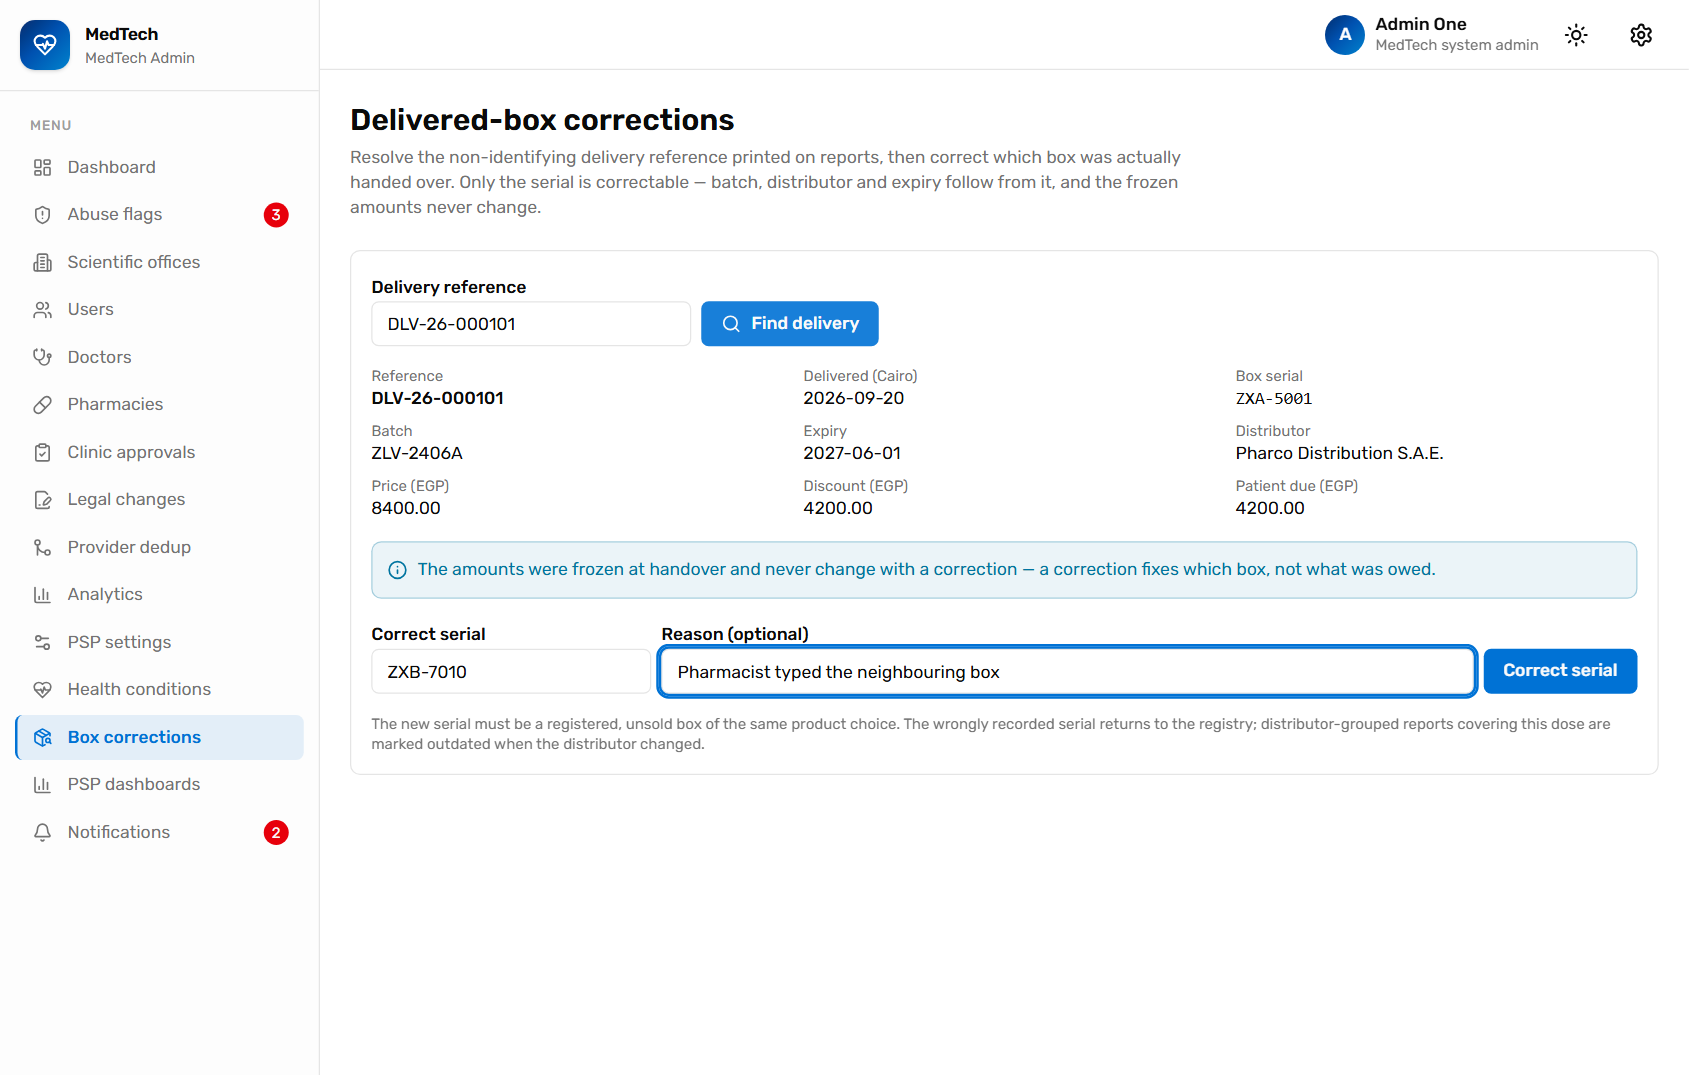 MedTech
MedTech Admin
MENU
Dashboard
Abuse flags 3
Scientific offices
Users
Doctors
Pharmacies
Clinic approvals
Legal changes
Provider dedup
Analytics
PSP settings
Health conditions
Box corrections
PSP dashboards
Notifications 2
A
Admin One
MedTech system admin
Delivered-box corrections
Resolve the non-identifying delivery reference printed on reports, then correct which box was actually
handed over. Only the serial is correctable — batch, distributor and expiry follow from it, and the frozen
amounts never change.
Delivery reference
DLV-26-000101 Find delivery
Reference Delivered (Cairo) Box serial
DLV-26-000101 2026-09-20 ZXA-5001
Batch Expiry Distributor
ZLV-2406A 2027-06-01 Pharco Distribution S.A.E.
Price (EGP) Discount (EGP) Patient due (EGP)
8400.00 4200.00 4200.00
The amounts were frozen at handover and never change with a correction — a correction fixes which box, not what was owed.
Correct serial Reason (optional)
ZXB-7010 Pharmacist typed the neighbouring box Correct serial
The new serial must be a registered, unsold box of the same product choice. The wrongly recorded serial returns to the registry; distributor-grouped reports covering this dose are
marked outdated when the distributor changed.